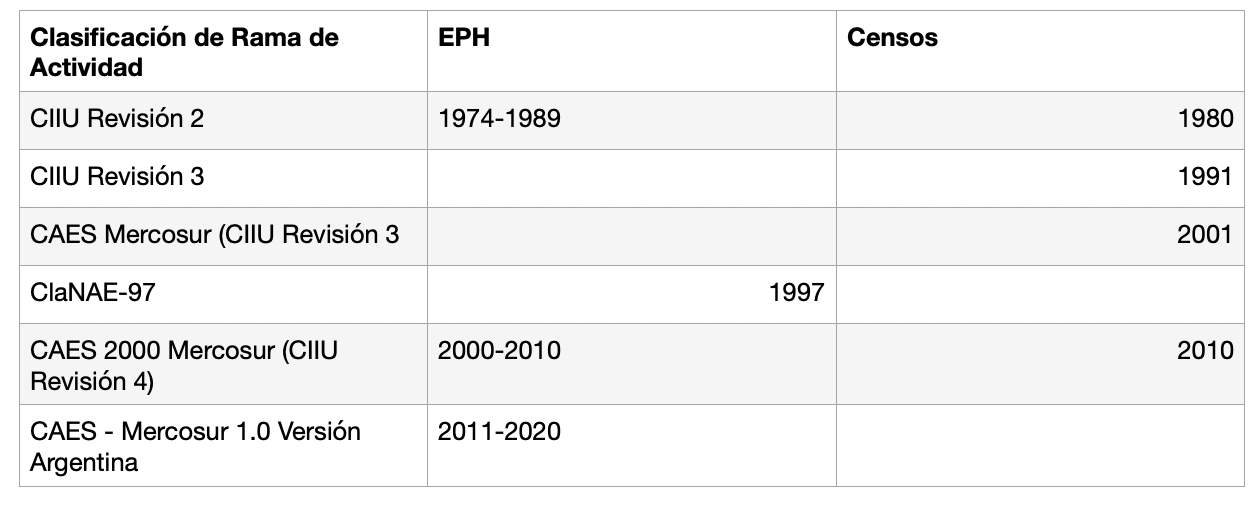 Clasificación de Rama de Actividad EPH Censos
CIIU Revisión 2 1974-1989 1980
CIIU Revisión 3 1991
CAES Mercosur (CIIU Revisión 3 2001
ClaNAE-97 1997
CAES 2000 Mercosur (CIIU Revisión 4) 2000-2010 2010
CAES - Mercosur 1.0 Versión Argentina 2011-2020